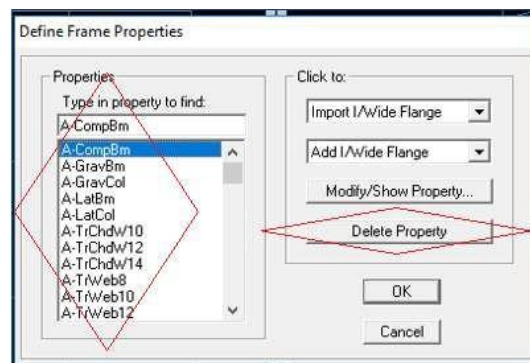 Define Frame Properties
Properties
Type in property to find:
A-CompBm
A-CompBm
A-GravBm
A-GravCol
A-LatBm
A-LatCol
A-TrChdW10
A-TrChdW12
A-TrChdW14
A-TrWeb8
A-TrWeb10
A-TrWeb12
Click to:
Import I/Wide Flange
Add I/Wide Flange
Modify/Show Property...
Delete Property
OK
Cancel